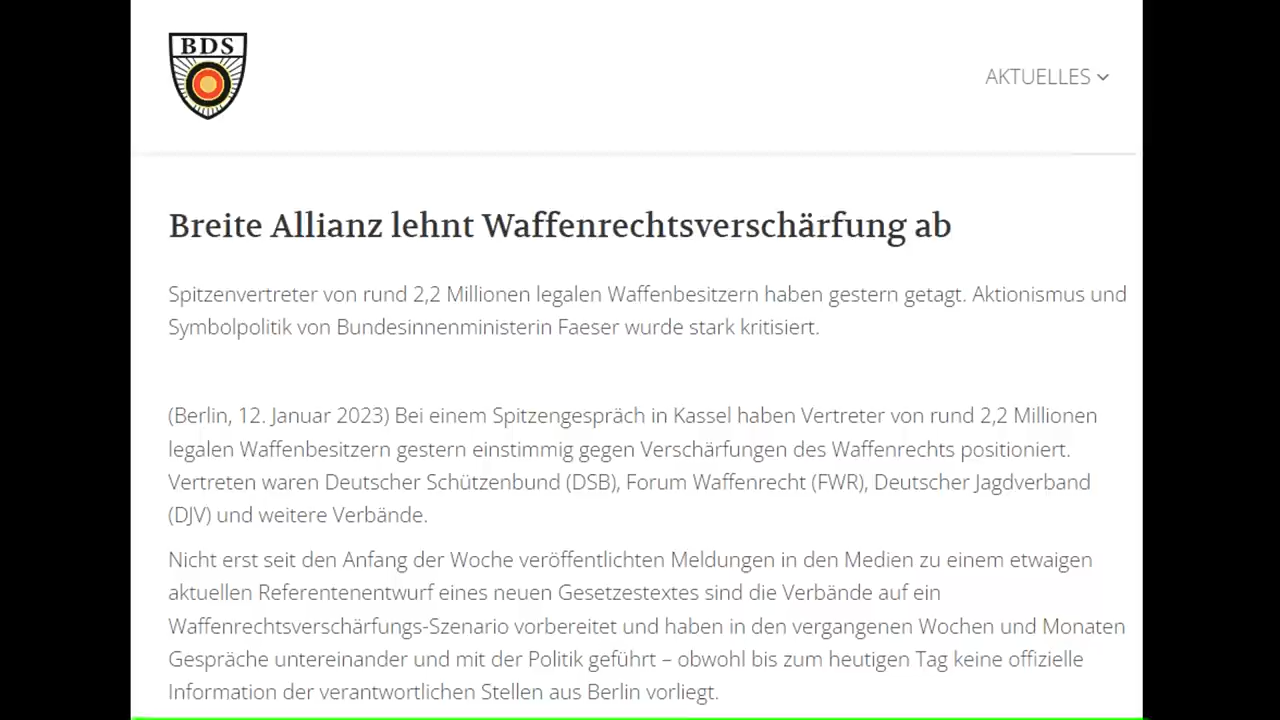 BDS
AKTUELLES
Breite Allianz lehnt Waffenrechtsverschärfung ab
Spitzenvertreter von rund 2,2 Millionen legalen Waffenbesitzern haben gestern getagt. Aktionismus und
Symbolpolitik von Bundesinnenministerin Faeser wurde stark kritisiert.
(Berlin, 12. Januar 2023) Bei einem Spitzengespräch in Kassel haben Vertreter von rund 2,2 Millionen
legalen Waffenbesitzern gestern einstimmig gegen Verschärfungen des Waffenrechts positioniert.
Vertreten waren Deutscher Schützenbund (DSB), Forum Waffenrecht (FWR), Deutscher Jagdverband
(DJV) und weitere Verbände.
Nicht erst seit den Anfang der Woche veröffentlichten Meldungen in den Medien zu einem etwaigen
aktuellen Referentenentwurf eines neuen Gesetzestextes sind die Verbände auf ein
Waffenrechtsverschärfungs-Szenario vorbereitet und haben in den vergangenen Wochen und Monaten
Gespräche untereinander und mit der Politik geführt – obwohl bis zum heutigen Tag keine offizielle
Information der verantwortlichen Stellen aus Berlin vorliegt.